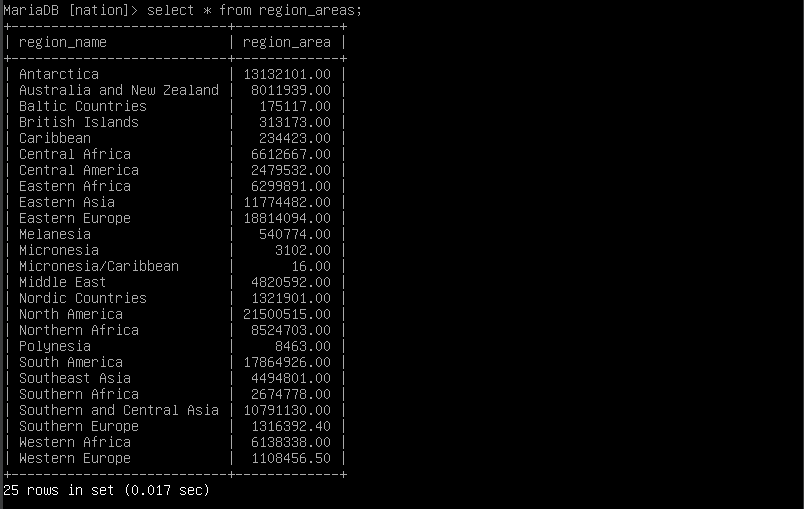 MariaDB [nation]> select * from region_areas;
+---------------------------+-------------+
| region_name               | region_area |
+---------------------------+-------------+
| Antarctica                | 13132101.00 |
| Australia and New Zealand |  8011939.00 |
| Baltic Countries          |   175117.00 |
| British Islands           |   313173.00 |
| Caribbean                 |   234423.00 |
| Central Africa            |  6612667.00 |
| Central America           |  2479532.00 |
| Eastern Africa            |  6299891.00 |
| Eastern Asia              | 11774482.00 |
| Eastern Europe            | 18814094.00 |
| Melanesia                 |   540774.00 |
| Micronesia                |     3102.00 |
| Micronesia/Caribbean      |       16.00 |
| Middle East               |  4820592.00 |
| Nordic Countries          |  1321901.00 |
| North America             | 21500515.00 |
| Northern Africa           |  8524703.00 |
| Polynesia                 |     8463.00 |
| South America             | 17864926.00 |
| Southeast Asia            |  4494801.00 |
| Southern Africa           |  2674778.00 |
| Southern and Central Asia | 10791130.00 |
| Southern Europe           |  1316392.40 |
| Western Africa            |  6138338.00 |
| Western Europe            |  1108456.50 |
+---------------------------+-------------+
25 rows in set (0.017 sec)